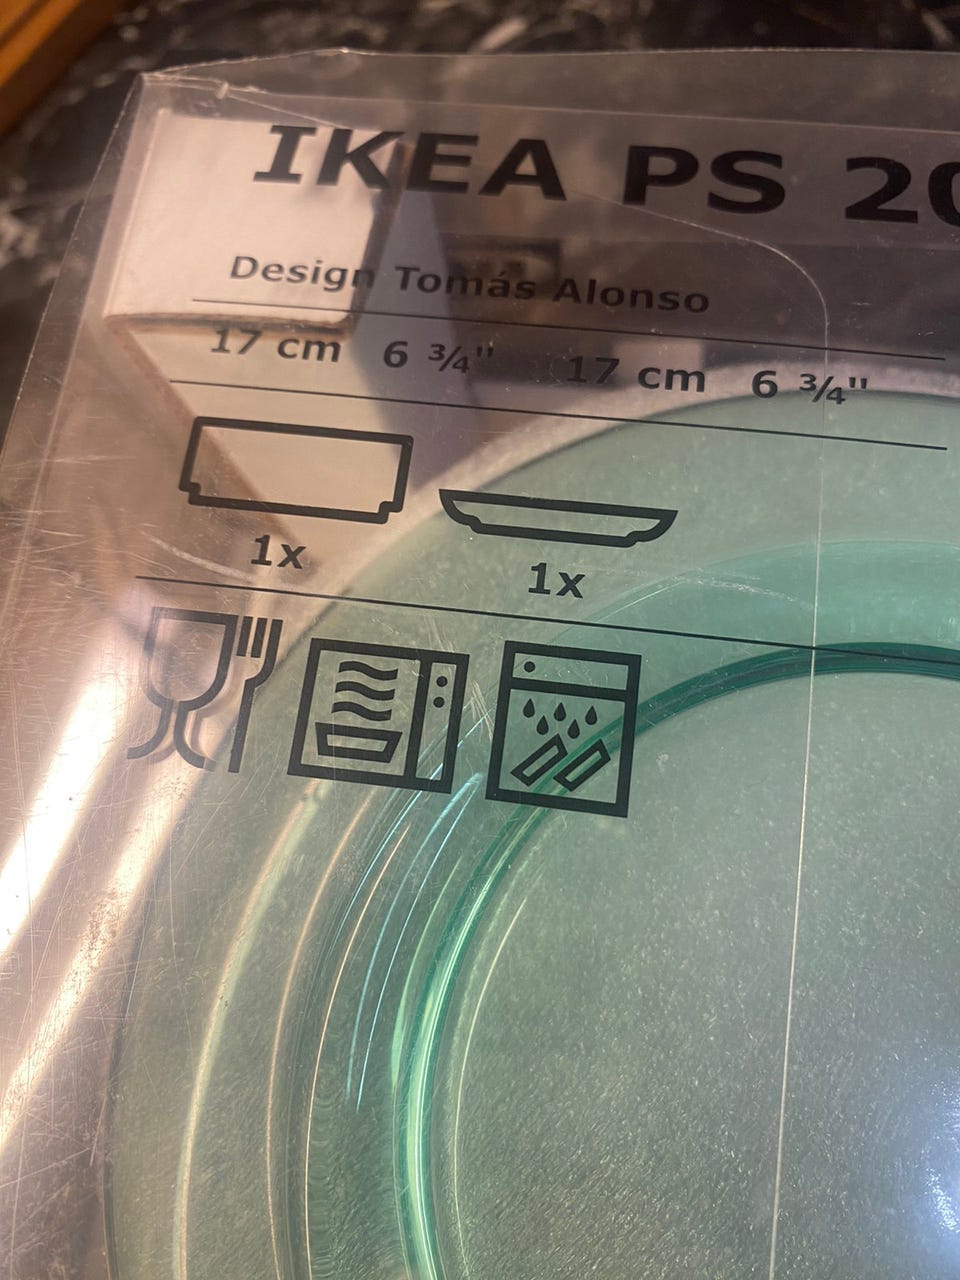 IKEA PS 20
Design Tomás Alonso
17 cm 6 ¾" 17 cm 6 ¾"
1x 1x